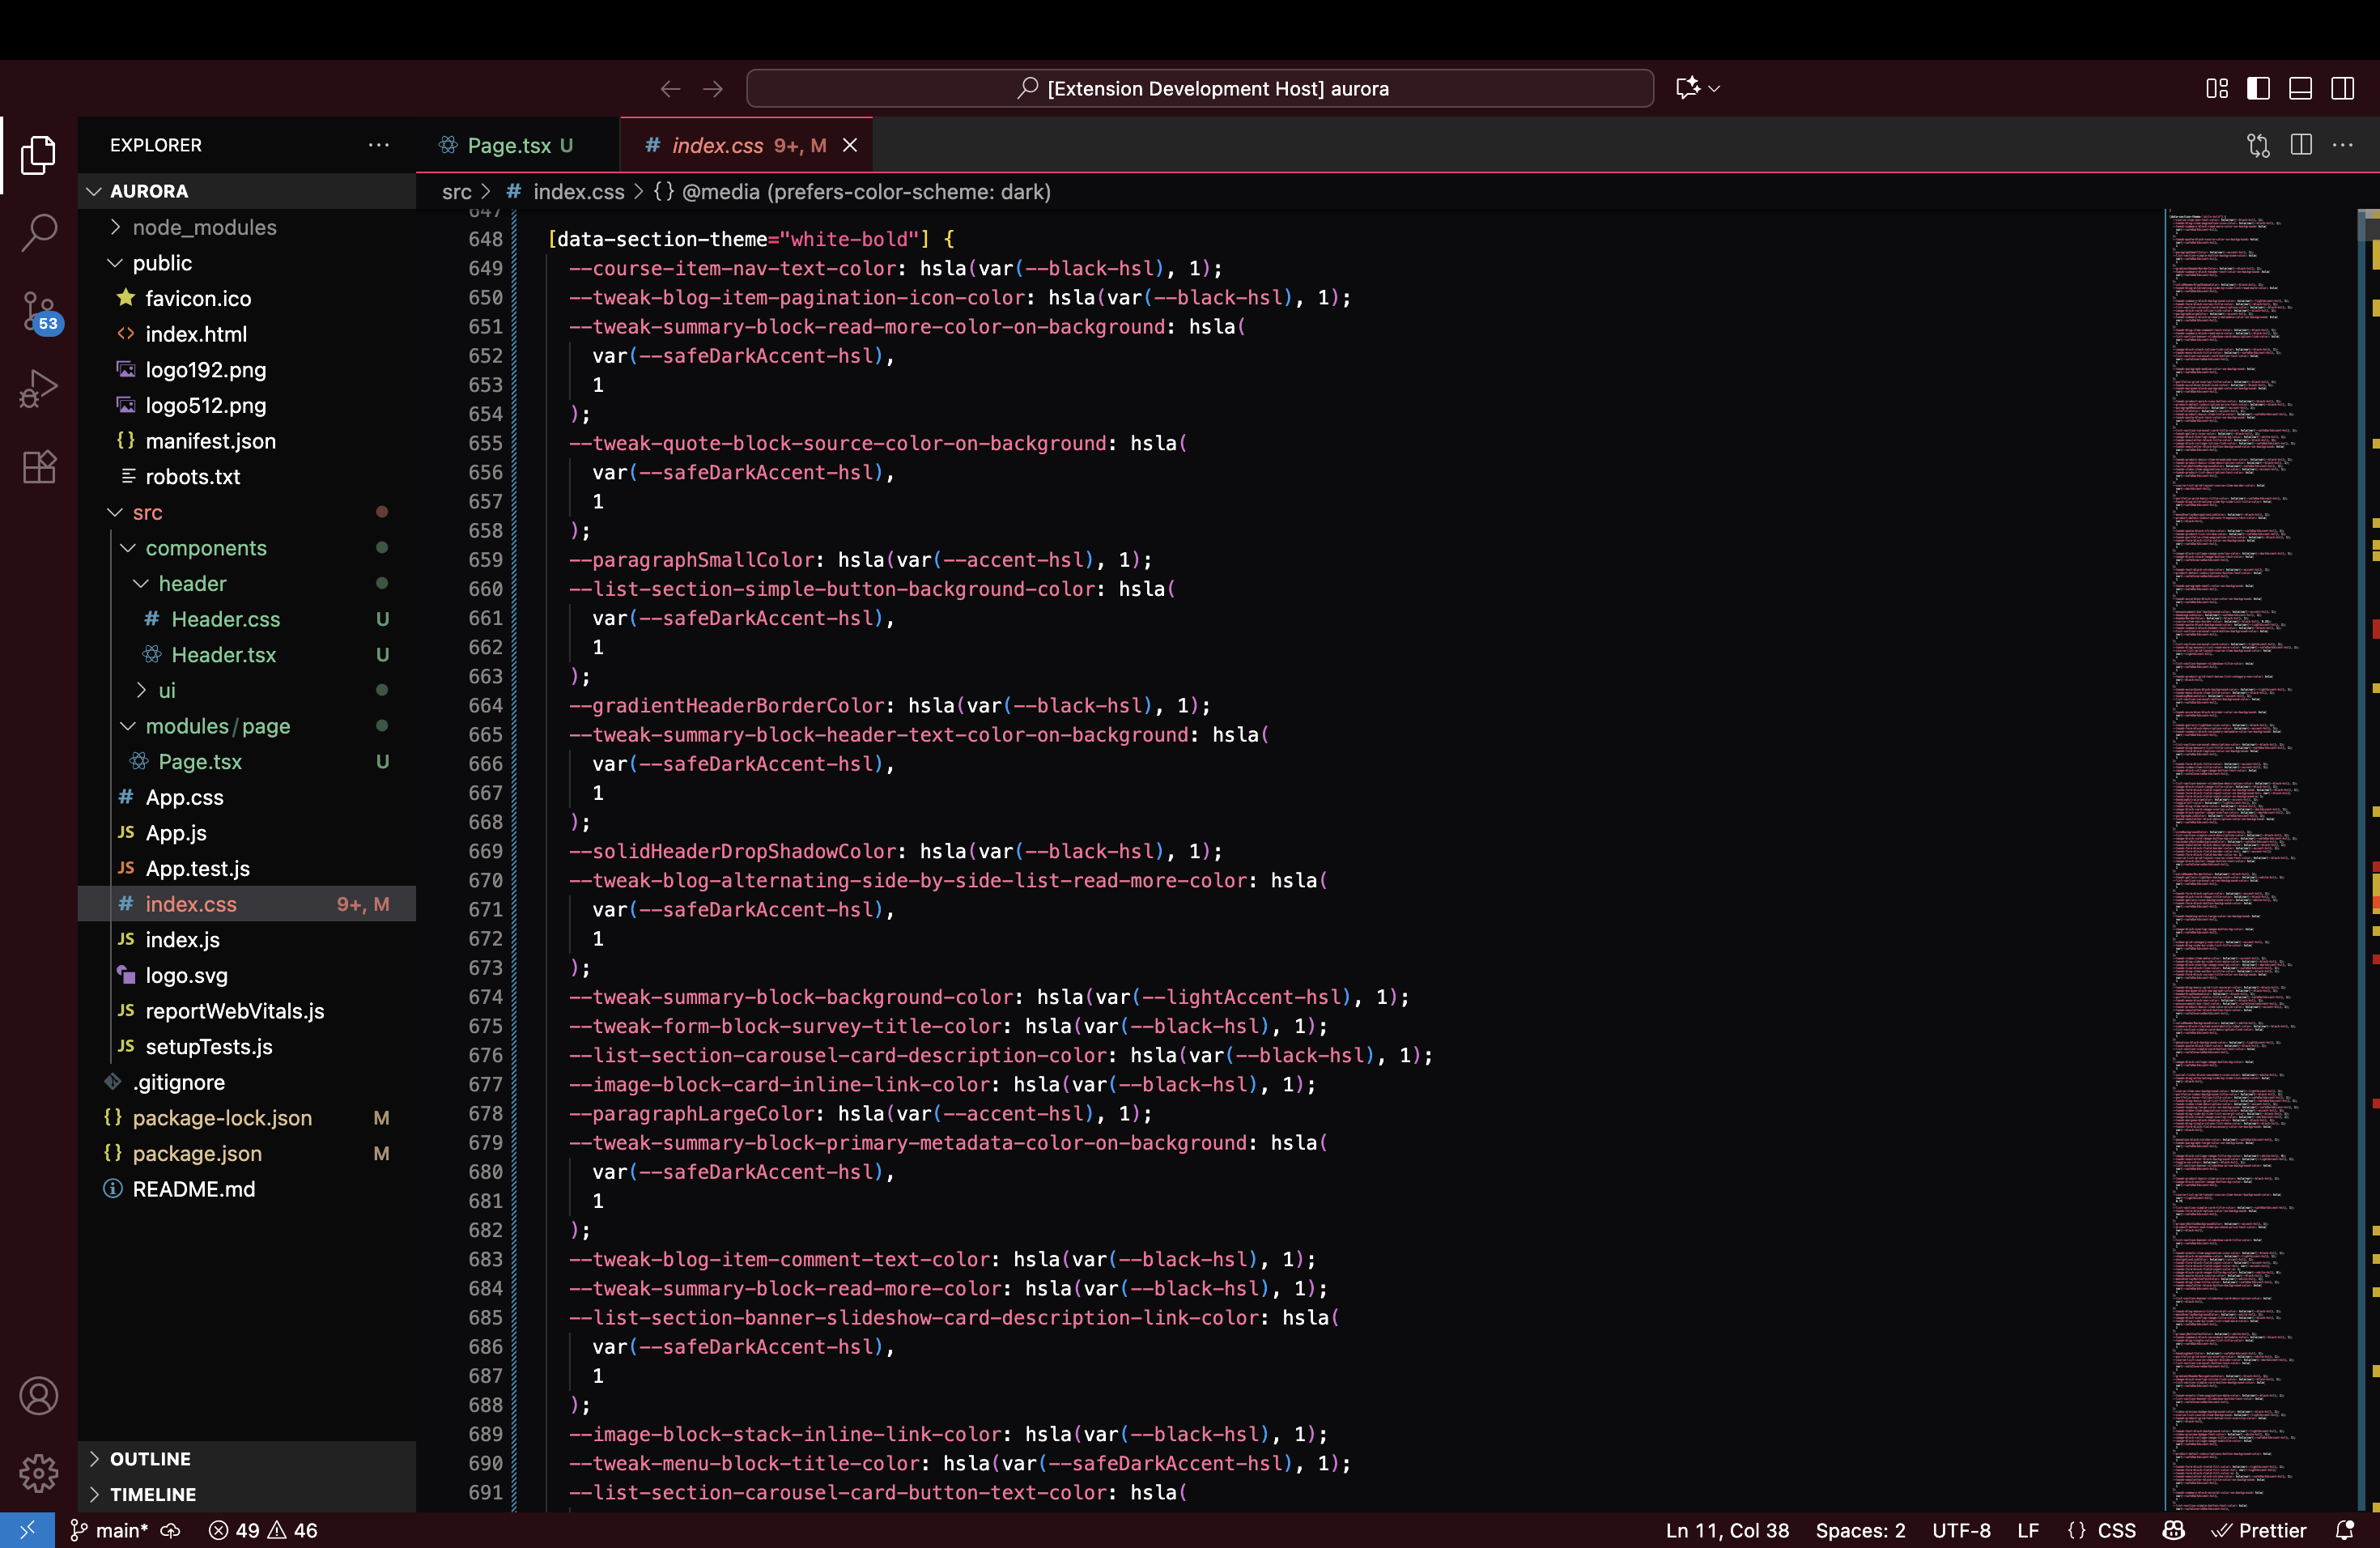 [Extension Development Host] aurora
EXPLORER
Page.tsx U
# index.css 9+, M
AURORA
src > # index.css > {} @media (prefers-color-scheme: dark)
node_modules
public
favicon.ico
index.html
logo192.png
logo512.png
manifest.json
robots.txt
src
components
header
Header.css U
Header.tsx U
ui
modules/page
Page.tsx U
App.css
App.js
App.test.js
index.css 9+, M
index.js
logo.svg
reportWebVitals.js
setupTests.js
.gitignore
package-lock.json M
package.json M
README.md
OUTLINE
TIMELINE
53
647
648 [data-section-theme="white-bold"] {
649 --course-item-nav-text-color: hsla(var(--black-hsl), 1);
650 --tweak-blog-item-pagination-icon-color: hsla(var(--black-hsl), 1);
651 --tweak-summary-block-read-more-color-on-background: hsla(
652 var(--safeDarkAccent-hsl),
653 1
654 );
655 --tweak-quote-block-source-color-on-background: hsla(
656 var(--safeDarkAccent-hsl),
657 1
658 );
659 --paragraphSmallColor: hsla(var(--accent-hsl), 1);
660 --list-section-simple-button-background-color: hsla(
661 var(--safeDarkAccent-hsl),
662 1
663 );
664 --gradientHeaderBorderColor: hsla(var(--black-hsl), 1);
665 --tweak-summary-block-header-text-color-on-background: hsla(
666 var(--safeDarkAccent-hsl),
667 1
668 );
669 --solidHeaderDropShadowColor: hsla(var(--black-hsl), 1);
670 --tweak-blog-alternating-side-by-side-list-read-more-color: hsla(
671 var(--safeDarkAccent-hsl),
672 1
673 );
674 --tweak-summary-block-background-color: hsla(var(--lightAccent-hsl), 1);
675 --tweak-form-block-survey-title-color: hsla(var(--black-hsl), 1);
676 --list-section-carousel-card-description-color: hsla(var(--black-hsl), 1);
677 --image-block-card-inline-link-color: hsla(var(--black-hsl), 1);
678 --paragraphLargeColor: hsla(var(--accent-hsl), 1);
679 --tweak-summary-block-primary-metadata-color-on-background: hsla(
680 var(--safeDarkAccent-hsl),
681 1
682 );
683 --tweak-blog-item-comment-text-color: hsla(var(--black-hsl), 1);
684 --tweak-summary-block-read-more-color: hsla(var(--black-hsl), 1);
685 --list-section-banner-slideshow-card-description-link-color: hsla(
686 var(--safeDarkAccent-hsl),
687 1
688 );
689 --image-block-stack-inline-link-color: hsla(var(--black-hsl), 1);
690 --tweak-menu-block-title-color: hsla(var(--safeDarkAccent-hsl), 1);
691 --list-section-carousel-card-button-text-color: hsla(
main* 49 46
Ln 11, Col 38 Spaces: 2 UTF-8 LF {} CSS Prettier